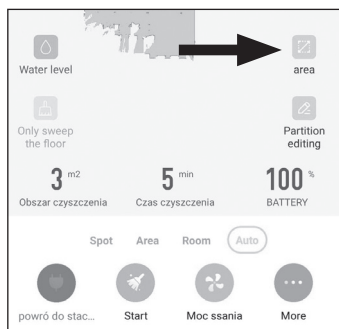 Water level
area
Only sweep
the floor
Partition
editing
3 m2
5 min
100 %
Obszar czyszczenia
Czas czyszczenia
BATTERY
Spot
Area
Room
Auto
powró do stac...
Start
Moc ssania
More